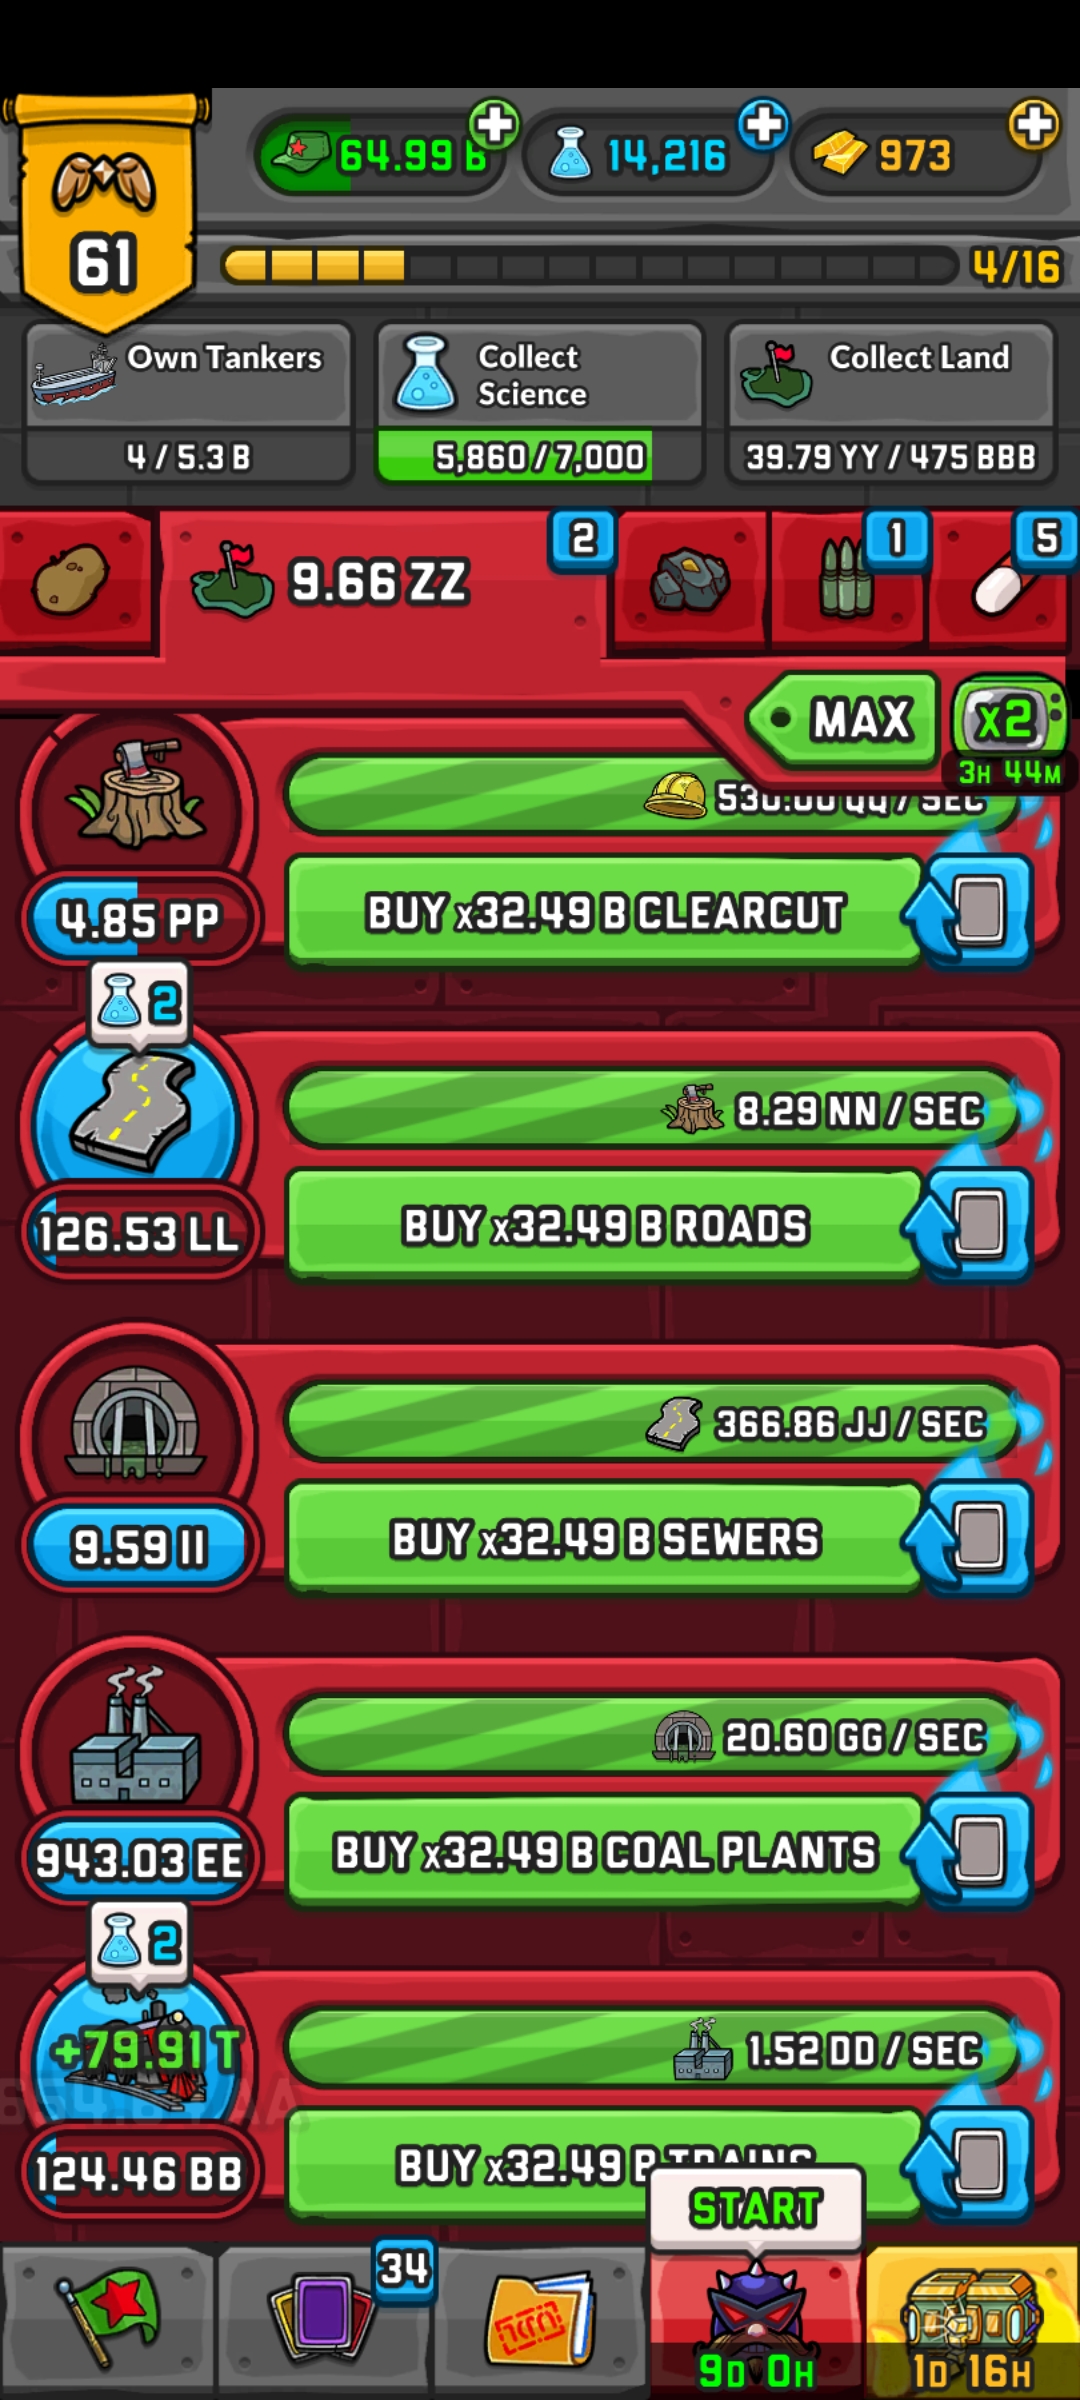 64.99 B
14,216
973
61
4/16
Own Tankers
4 / 5.3 B
Collect
Science
5,860 / 7,000
Collect Land
39.79 YY / 475 BBB
9.66 ZZ
2
1
5
MAX
x2
3H 44M
4.85 PP
BUY x32.49 B CLEARCUT
2
8.29 NN / SEC
126.53 LL
BUY x32.49 B ROADS
366.86 JJ / SEC
9.59 II
BUY x32.49 B SEWERS
20.60 GG / SEC
943.03 EE
BUY x32.49 B COAL PLANTS
2
+79.91 T
1.52 DD / SEC
124.46 BB
BUY x32.49 B TRAINS
START
34
9D 0H
1D 16H